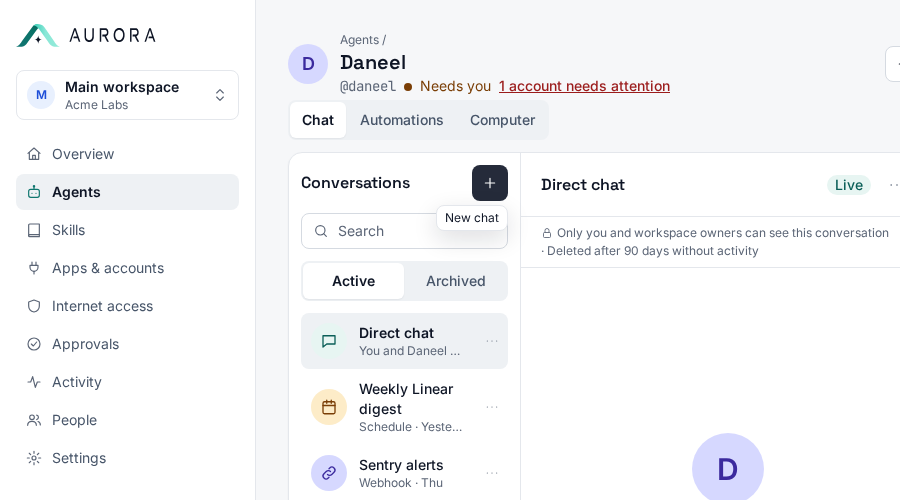 AURORA
M
Main workspace
Acme Labs
Overview
Agents
Skills
Apps & accounts
Internet access
Approvals
Activity
People
Settings
Agents /
D
Daneel
@daneel
Needs you
1 account needs attention
Chat
Automations
Computer
Conversations
New chat
Search
Active
Archived
Direct chat
You and Daneel ...
Weekly Linear
digest
Schedule · Yeste...
Sentry alerts
Webhook · Thu
Direct chat
Live
Only you and workspace owners can see this conversation
· Deleted after 90 days without activity
D